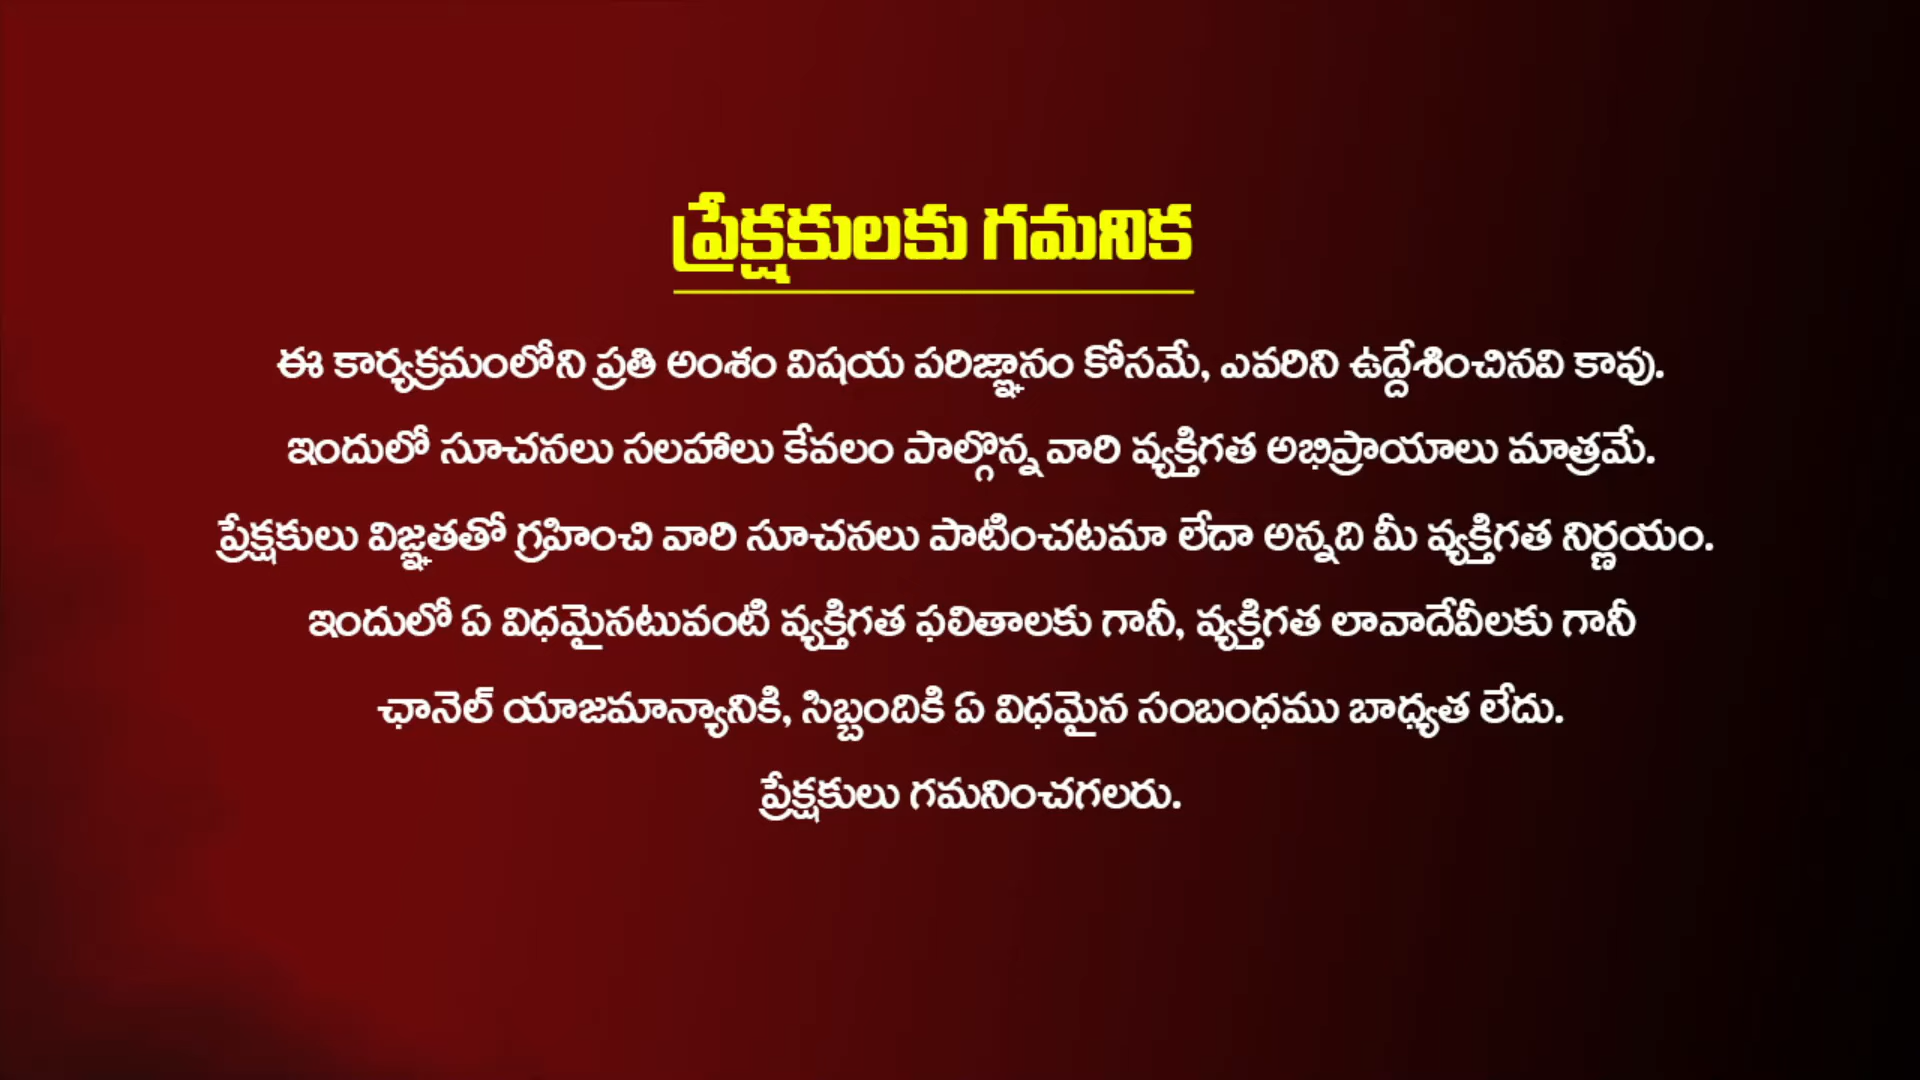 ప్రేక్షకులకు గమనిక
ఈ కార్యక్రమంలోని ప్రతి అంశం విషయ పరిజ్ఞానం కోసమే, ఎవరిని ఉద్దేశించినవి కావు.
ఇందులో సూచనలు సలహాలు కేవలం పాల్గొన్న వారి వ్యక్తిగత అభిప్రాయాలు మాత్రమే.
ప్రేక్షకులు విజ్ఞతతో గ్రహించి వారి సూచనలు పాటించటమా లేదా అన్నది మీ వ్యక్తిగత నిర్ణయం.
ఇందులో ఏ విధమైనటువంటి వ్యక్తిగత ఫలితాలకు గానీ, వ్యక్తిగత లావాదేవీలకు గానీ
ఛానెల్ యాజమాన్యానికి, సిబ్బందికి ఏ విధమైన సంబంధము బాధ్యత లేదు.
ప్రేక్షకులు గమనించగలరు.